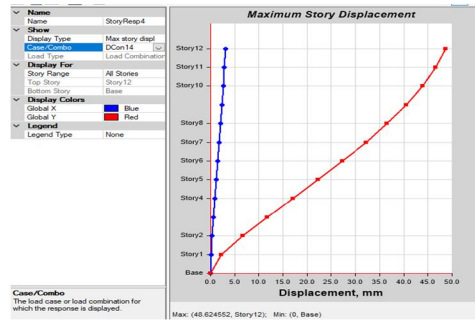 Name
Name StoryResp4
Show
Display Type Max story displ
Case/Combo DCon14
Load Type Load Combination
Display For
Story Range All Stories
Top Story Story12
Bottom Story Base
Display Colors
Global X Blue
Global Y Red
Legend
Legend Type None
Case/Combo
The load case or load combination for
which the response is displayed.
Maximum Story Displacement
Story12
Story11
Story10
Story8
Story7
Story6
Story5
Story4
Story2
Story1
Base
0.0 5.0 10.0 15.0 20.0 25.0 30.0 35.0 40.0 45.0 50.0
Displacement, mm
Max: (48.624552, Story12); Min: (0, Base)